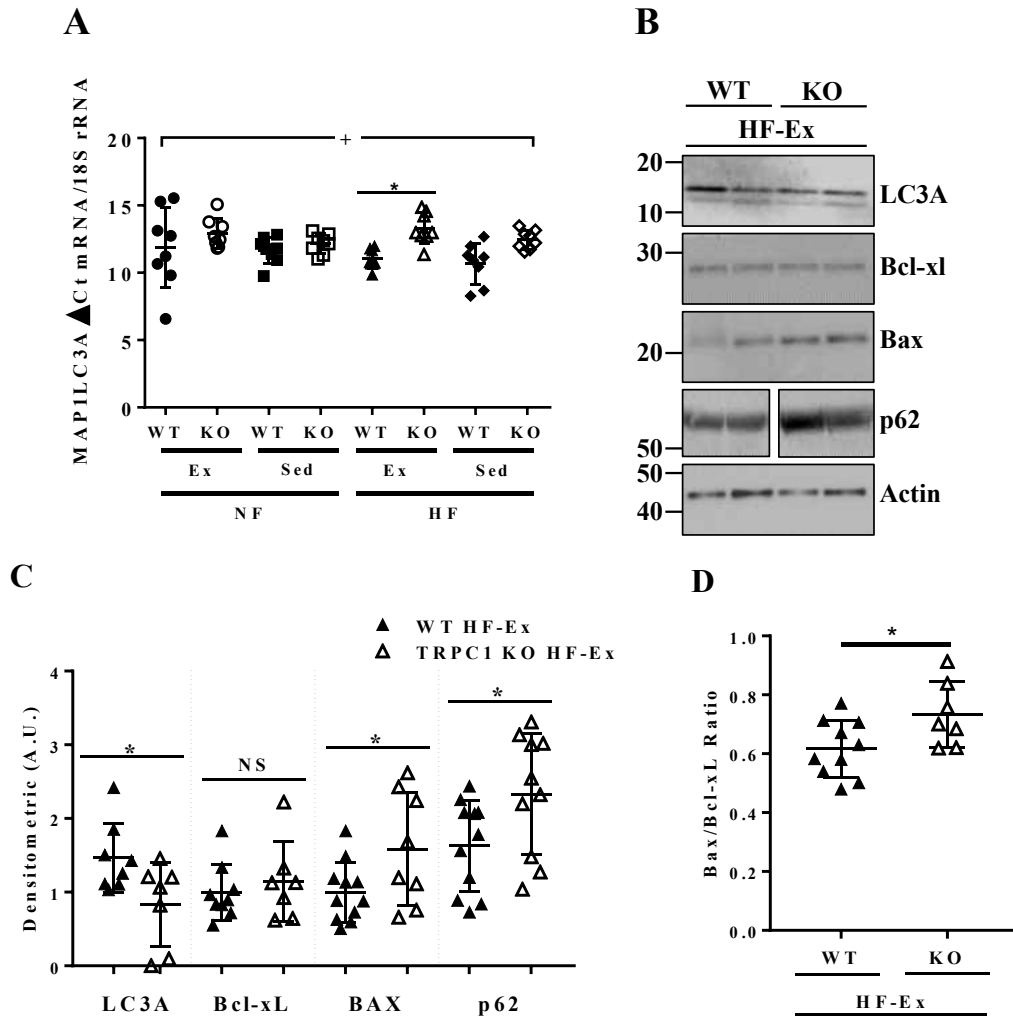 A
MAP1LC3A▲Ct mRNA/18S rRNA
20
15
10
5
0
+
*
WT KO WT KO WT KO WT KO
Ex Sed Ex Sed
NF HF
B
WT KO
HF-Ex
20
10
LC3A
30
Bcl-xl
20
Bax
50
p62
50
40
Actin
C
▲ WT HF-Ex
△ TRPC1 KO HF-Ex
Densitometric (A.U.)
4
3
2
1
0
*
NS
*
*
LC3A Bcl-xL BAX p62
D
Bax/Bcl-xL Ratio
1.0
0.8
0.6
0.4
0.2
0.0
*
WT KO
HF-Ex